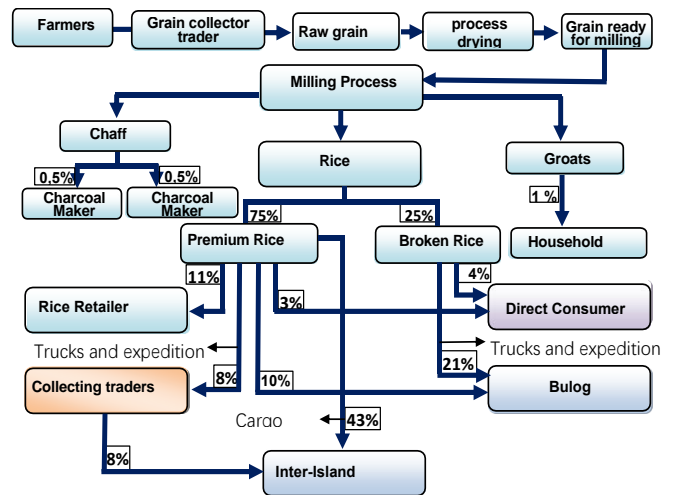 Farmers
Grain collector
trader
Raw grain
process
drying
Grain ready
for milling
Milling Process
Chaff
Rice
Groats
0,5%
0,5%
1 %
Charcoal
Maker
Charcoal
Maker
75%
25%
Household
Premium Rice
Broken Rice
11%
4%
Rice Retailer
3%
Direct Consumer
Trucks and expedition
Trucks and expedition
Collecting traders
8%
10%
21%
Bulog
Cargo
43%
8%
Inter-Island